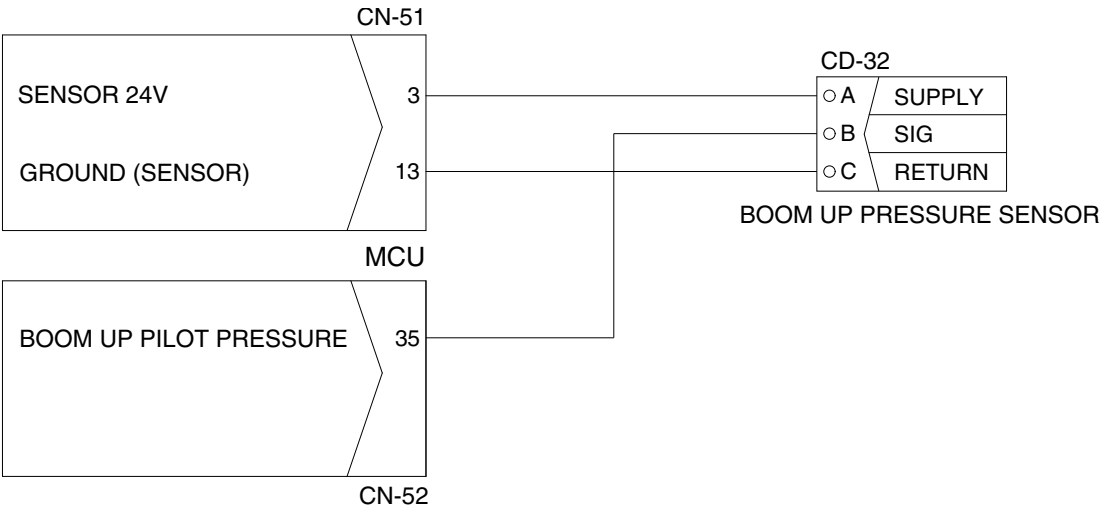 CN-51
CD-32
SENSOR 24V 3
A SUPPLY
B SIG
GROUND (SENSOR) 13
C RETURN
BOOM UP PRESSURE SENSOR
MCU
BOOM UP PILOT PRESSURE 35
CN-52